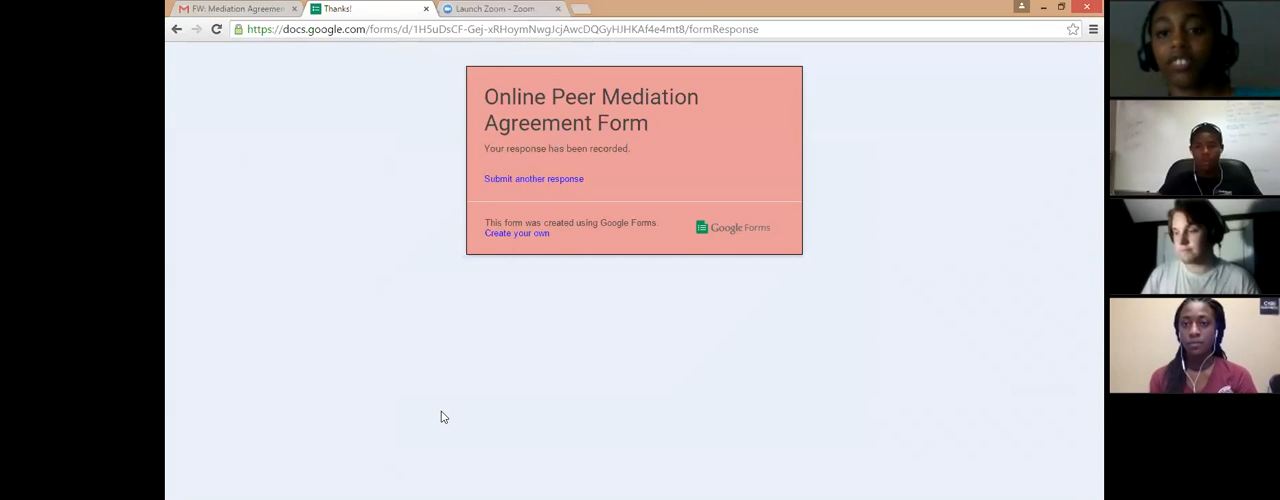 FW: Mediation Agreemen
Thanks!
Launch Zoom - Zoom
https://docs.google.com/forms/d/1H5uDsCF-Gej-xRHoymNwgJcjAwcDQGyHJHKAf4e4mt8/formResponse
Online Peer Mediation
Agreement Form
Your response has been recorded.
Submit another response
This form was created using Google Forms.
Create your own
Google Forms